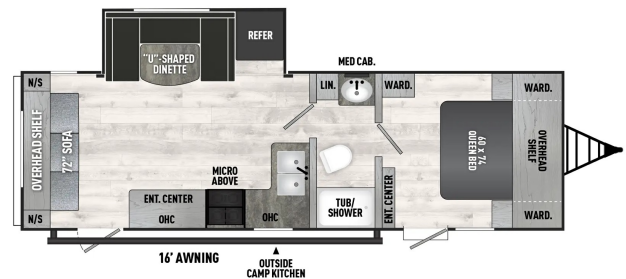 REFER
"U"-SHAPED
DINETTE
MED CAB.
N/S
LIN.
WARD.
WARD.
OVERHEAD SHELF
72" SOFA
60 X 74
QUEEN BED
OVERHEAD
SHELF
MICRO
ABOVE
ENT. CENTER
OHC
OHC
TUB/
SHOWER
ENT. CENTER
N/S
WARD.
16' AWNING
OUTSIDE
CAMP KITCHEN